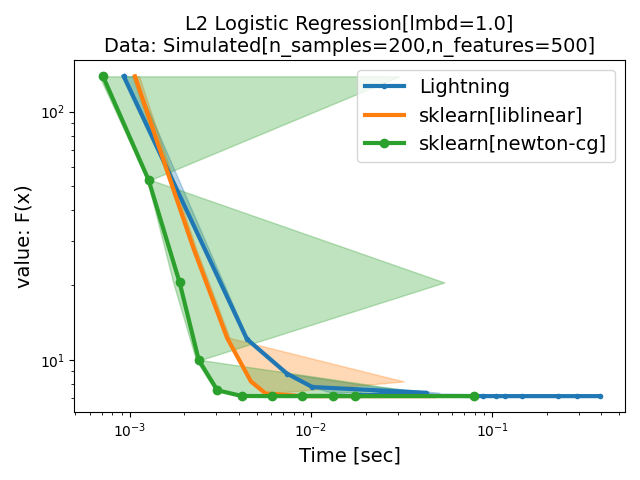 L2 Logistic Regression[lmbd=1.0]
Data: Simulated[n_samples=200,n_features=500]
Lightning
sklearn[liblinear]
sklearn[newton-cg]
value: F(x)
10²
10¹
10⁻³
10⁻²
10⁻¹
Time [sec]